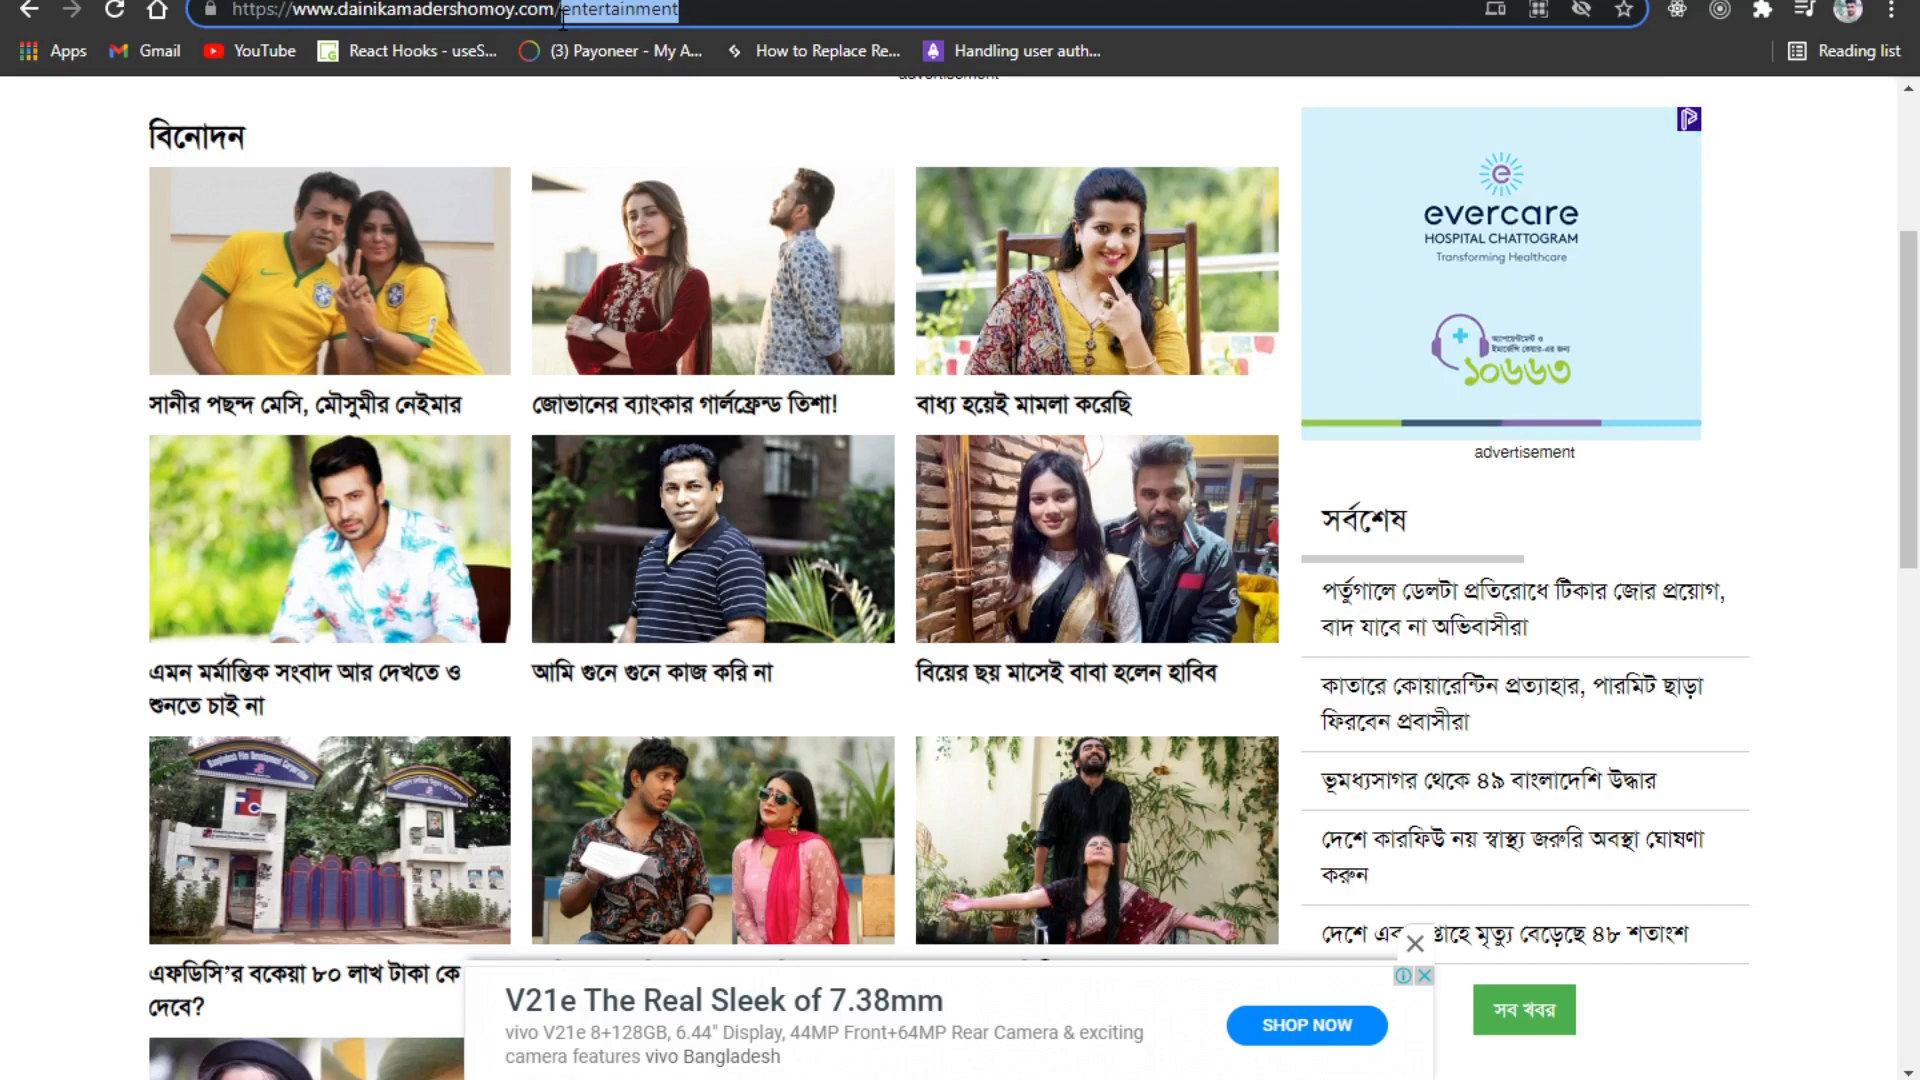 https://www.dainikamadershomoy.com/entertainment
Apps
Gmail
YouTube
React Hooks - useS...
(3) Payoneer - My A...
How to Replace Re...
Handling user auth...
Reading list
advertisement
বিনোদন
সানীর পছন্দ মেসি, মৌসুমীর নেইমার
জোভানের ব্যাংকার গার্লফ্রেন্ড তিশা!
বাধ্য হয়েই মামলা করেছি
এমন মর্মান্তিক সংবাদ আর দেখতে ও
শুনতে চাই না
আমি গুনে গুনে কাজ করি না
বিয়ের ছয় মাসেই বাবা হলেন হাবিব
এফডিসি’র বকেয়া ৮০ লাখ টাকা কে
দেবে?
evercare
HOSPITAL CHATTOGRAM
Transforming Healthcare
১০৬৬৩
advertisement
সর্বশেষ
পর্তুগালে ডেলটা প্রতিরোধে টিকার জোর প্রয়োগ,
বাদ যাবে না অভিবাসীরা
কাতারে কোয়ারেন্টিন প্রত্যাহার, পারমিট ছাড়া
ফিরবেন প্রবাসীরা
ভূমধ্যসাগর থেকে ৪৯ বাংলাদেশি উদ্ধার
দেশে কারফিউ নয় স্বাস্থ্য জরুরি অবস্থা ঘোষণা
করুন
দেশে মৃত্যু বেড়েছে ৪৮ শতাংশ
সব খবর
V21e The Real Sleek of 7.38mm
vivo V21e 8+128GB, 6.44" Display, 44MP Front+64MP Rear Camera & exciting
camera features vivo Bangladesh
SHOP NOW